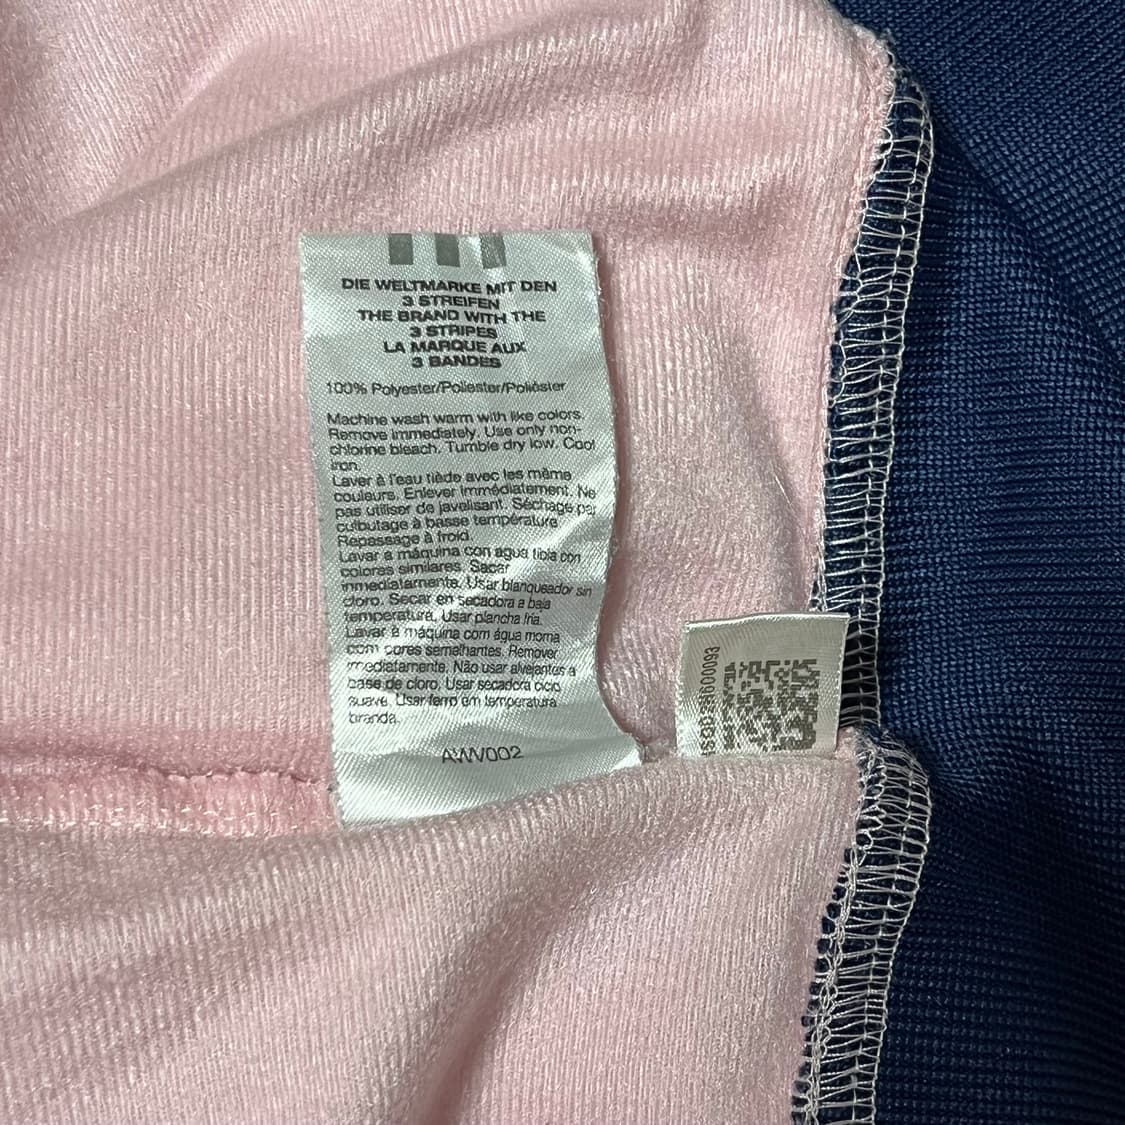 DIE WELTMARKE MIT DEN
3 STREIFEN
THE BRAND WITH THE
3 STRIPES
LA MARQUE AUX
3 BANDES
100% Polyester/Poliester/Poliéster
Machine wash warm with like colors.
Remove immediately. Use only non-
chlorine bleach. Tumble dry low. Cool
iron.
Laver à l'eau tiède avec les même
couleurs. Enlever immédiatement. Ne
pas utiliser de javelisant. Séchage par
culbutage à basse température
Repassage à froid.
Lavar a máquina con agua tibia con
colores similares. Sacar
inmediatamente. Usar blanqueador sin
cloro. Secar en secadora a baja
temperatura. Usar plancha fria.
Lavar à máquina com água morna
com cores semelhantes. Remover
imediatamente. Não usar alvejantes a
base de cloro. Usar secadora ciclo
suave. Usar ferro em temperatura
branda.
AWV002